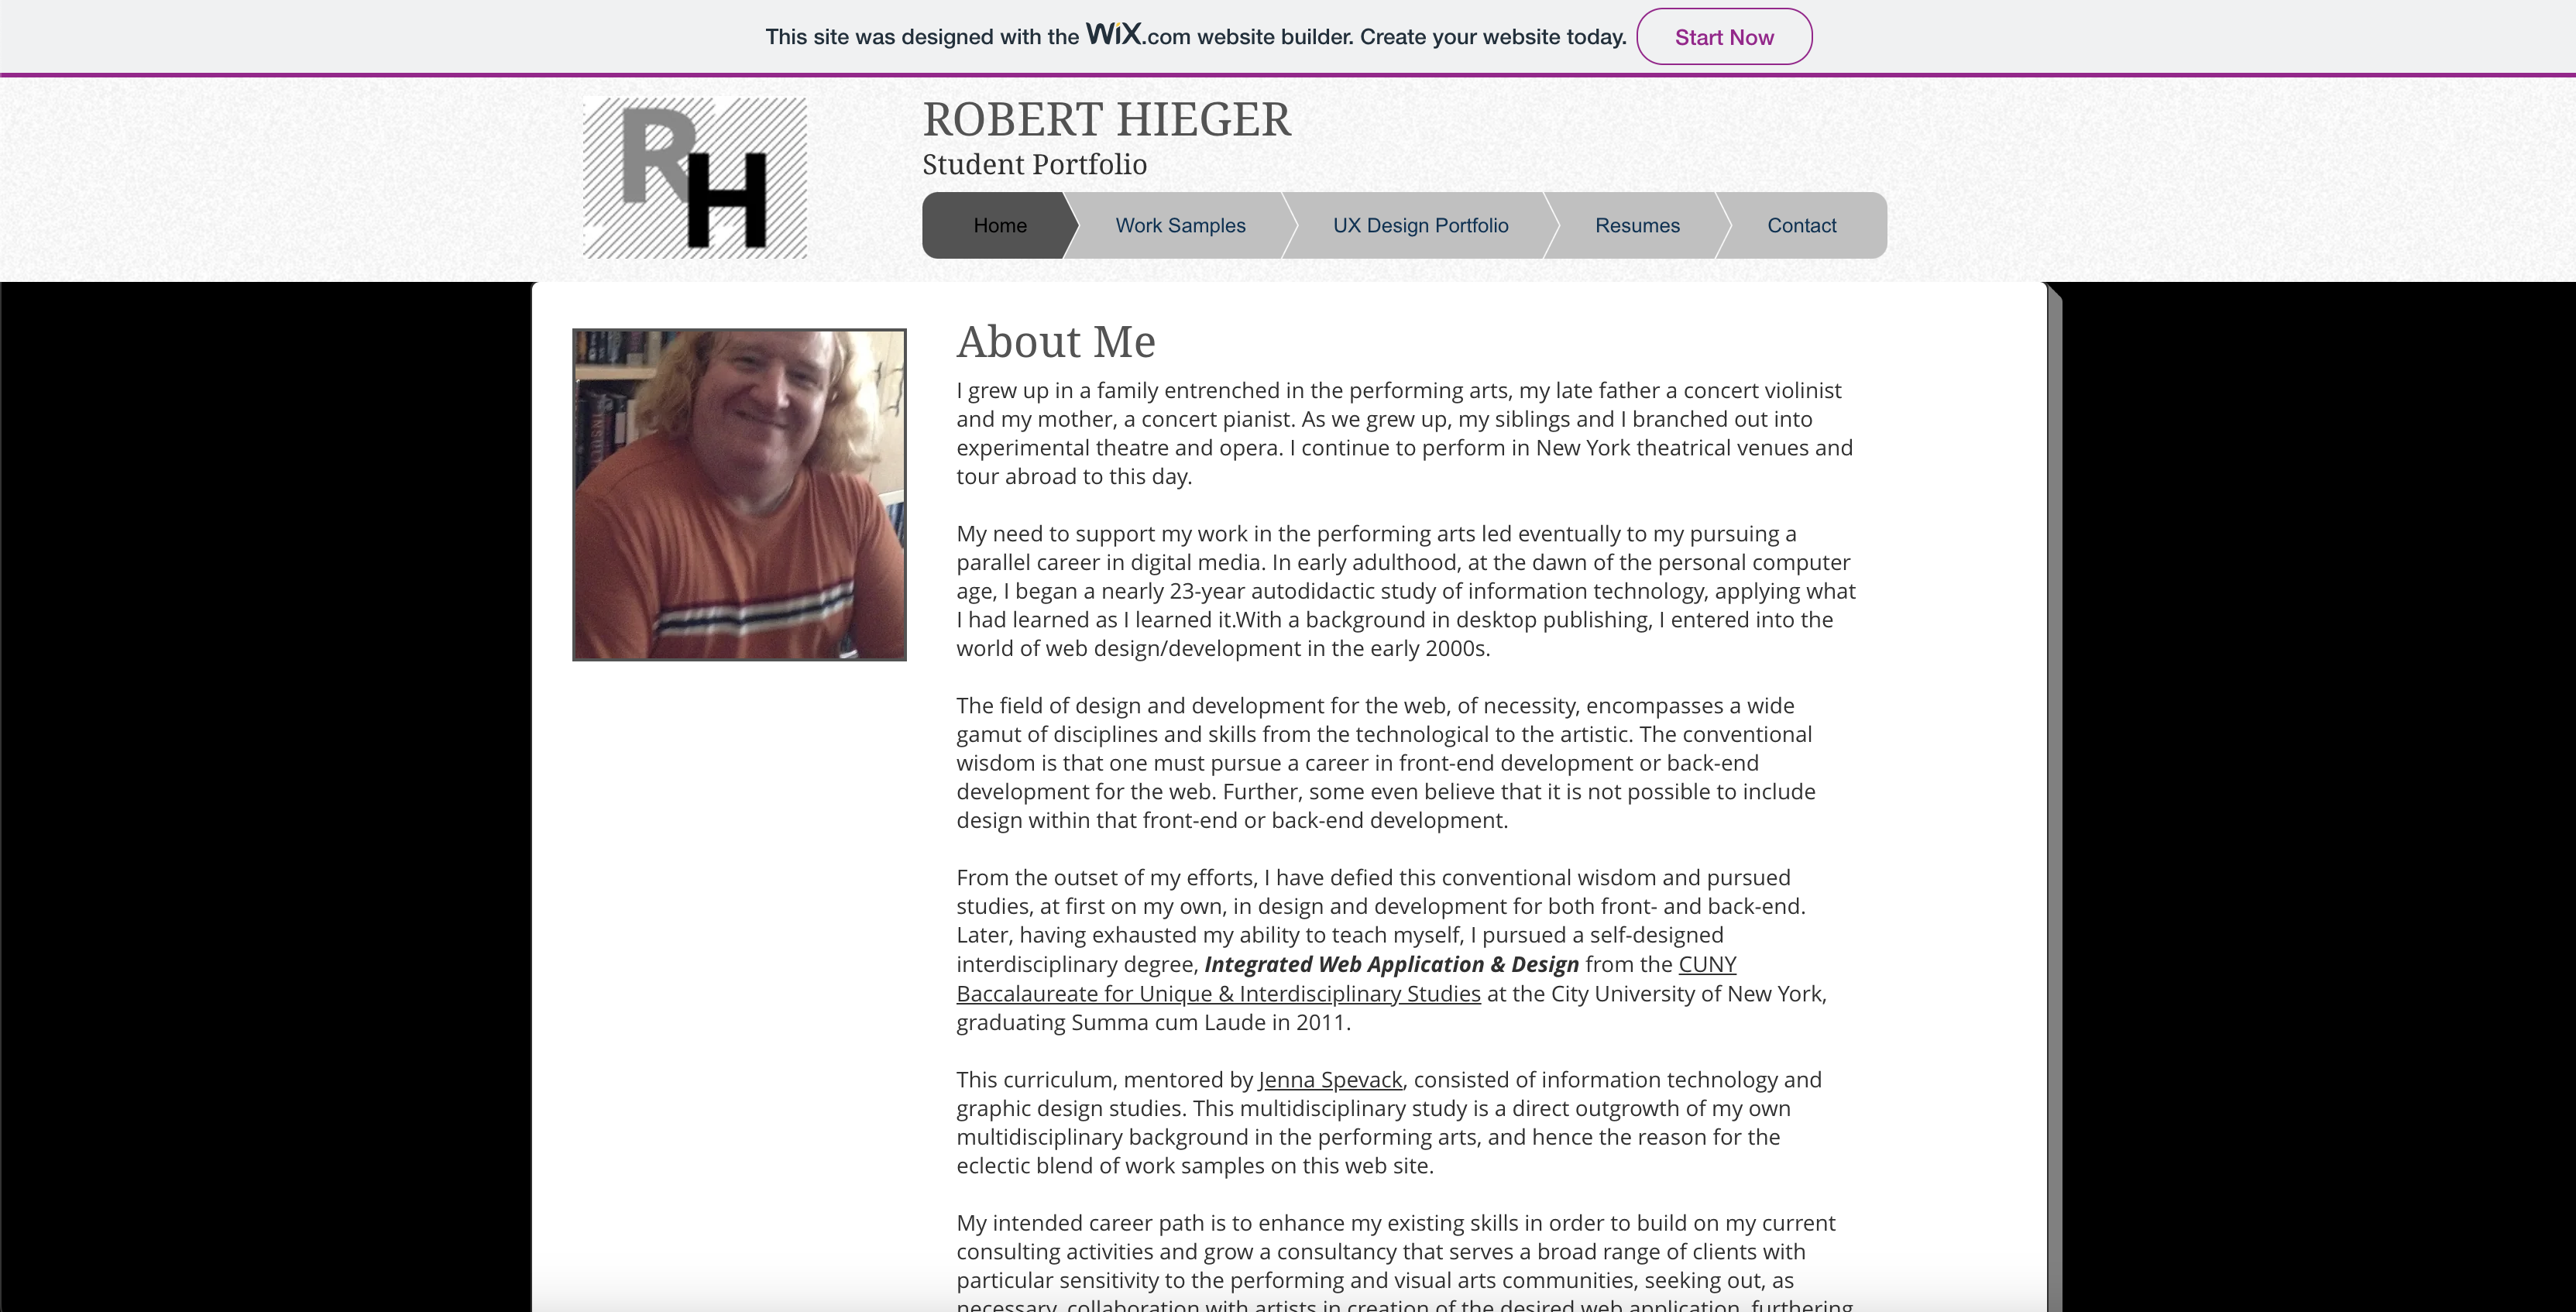 This site was designed with the WiX.com website builder. Create your website today. Start Now
RH
ROBERT HIEGER
Student Portfolio
Home Work Samples UX Design Portfolio Resumes Contact
About Me
I grew up in a family entrenched in the performing arts, my late father a concert violinist
and my mother, a concert pianist. As we grew up, my siblings and I branched out into
experimental theatre and opera. I continue to perform in New York theatrical venues and
tour abroad to this day.
My need to support my work in the performing arts led eventually to my pursuing a
parallel career in digital media. In early adulthood, at the dawn of the personal computer
age, I began a nearly 23-year autodidactic study of information technology, applying what
I had learned as I learned it.With a background in desktop publishing, I entered into the
world of web design/development in the early 2000s.
The field of design and development for the web, of necessity, encompasses a wide
gamut of disciplines and skills from the technological to the artistic. The conventional
wisdom is that one must pursue a career in front-end development or back-end
development for the web. Further, some even believe that it is not possible to include
design within that front-end or back-end development.
From the outset of my efforts, I have defied this conventional wisdom and pursued
studies, at first on my own, in design and development for both front- and back-end.
Later, having exhausted my ability to teach myself, I pursued a self-designed
interdisciplinary degree, Integrated Web Application & Design from the CUNY
Baccalaureate for Unique & Interdisciplinary Studies at the City University of New York,
graduating Summa cum Laude in 2011.
This curriculum, mentored by Jenna Spevack, consisted of information technology and
graphic design studies. This multidisciplinary study is a direct outgrowth of my own
multidisciplinary background in the performing arts, and hence the reason for the
eclectic blend of work samples on this web site.
My intended career path is to enhance my existing skills in order to build on my current
consulting activities and grow a consultancy that serves a broad range of clients with
particular sensitivity to the performing and visual arts communities, seeking out, as
necessary, collaboration with artists in creation of the desired web application, furthering